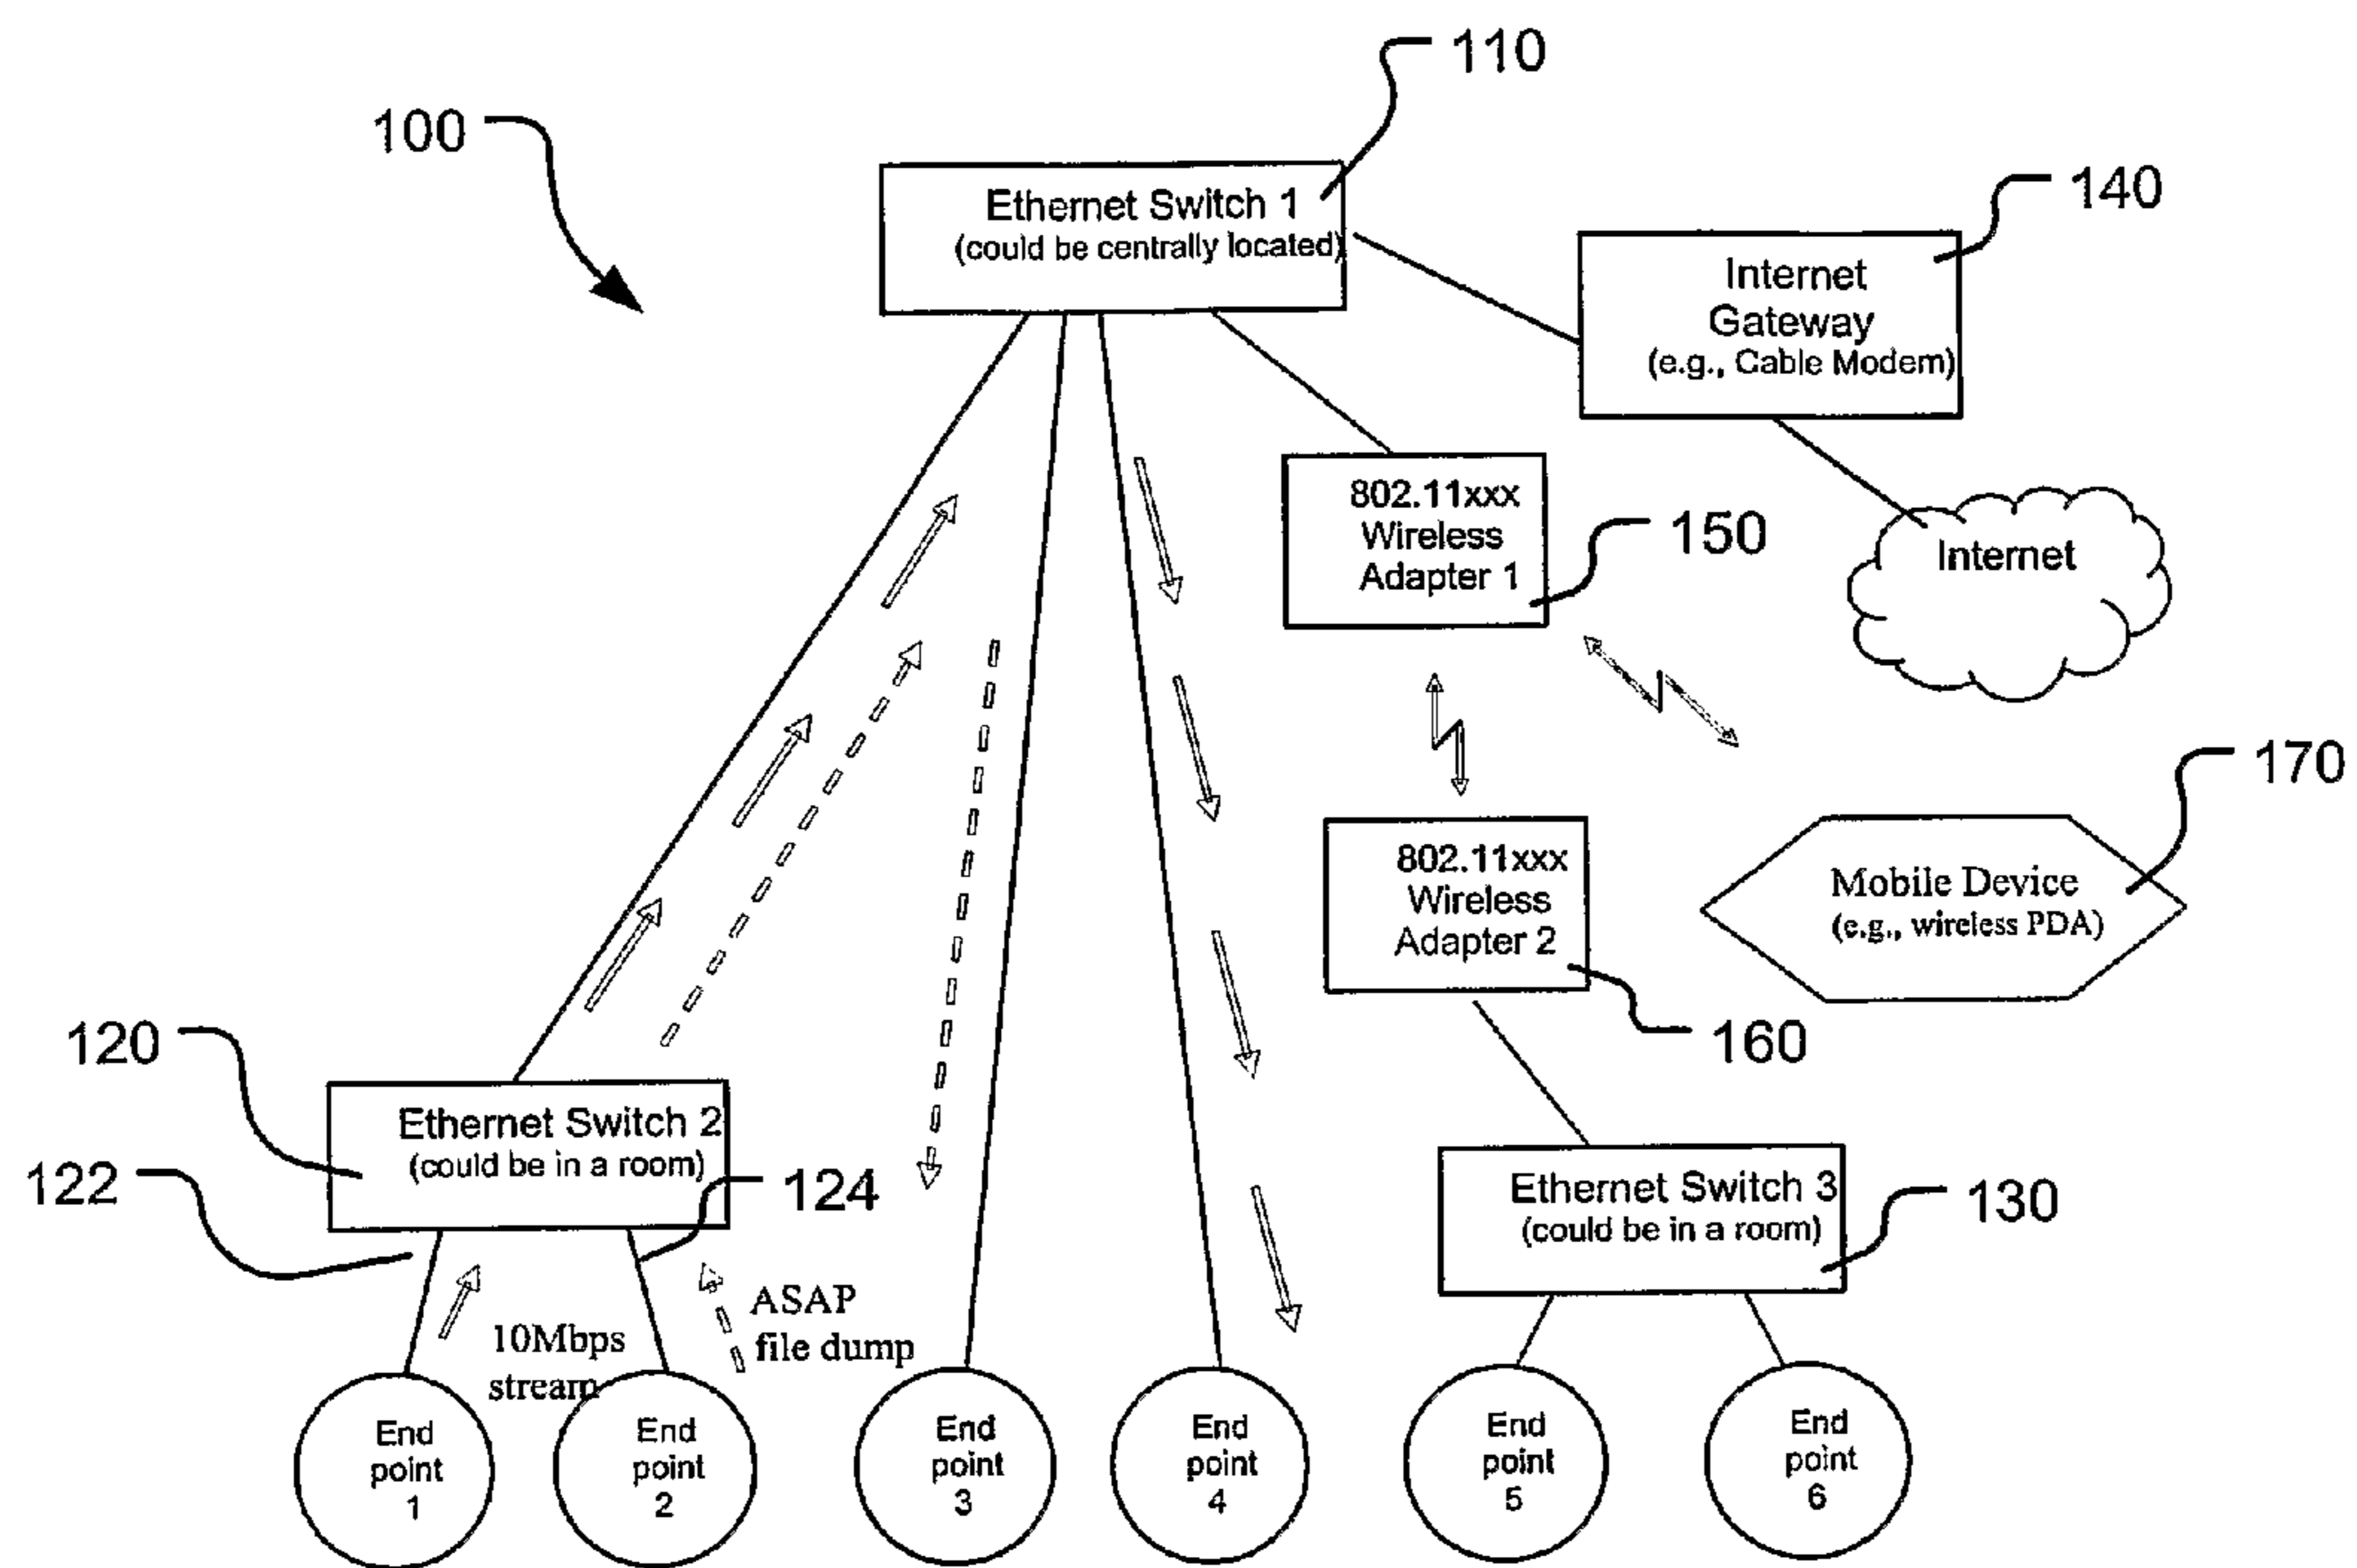 110
100
140
Ethernet Switch 1
(could be centrally located)
Internet
Gateway
(e.g., Cable Modem)
802.11xxx
Wireless
Adapter 1
150
Internet
170
802.11xxx
Wireless
Adapter 2
Mobile Device
(e.g., wireless PDA)
160
120
Ethernet Switch 2
(could be in a room)
122
124
Ethernet Switch 3
(could be in a room)
130
10Mbps
stream
ASAP
file dump
End
point
1
End
point
2
End
point
3
End
point
4
End
point
5
End
point
6